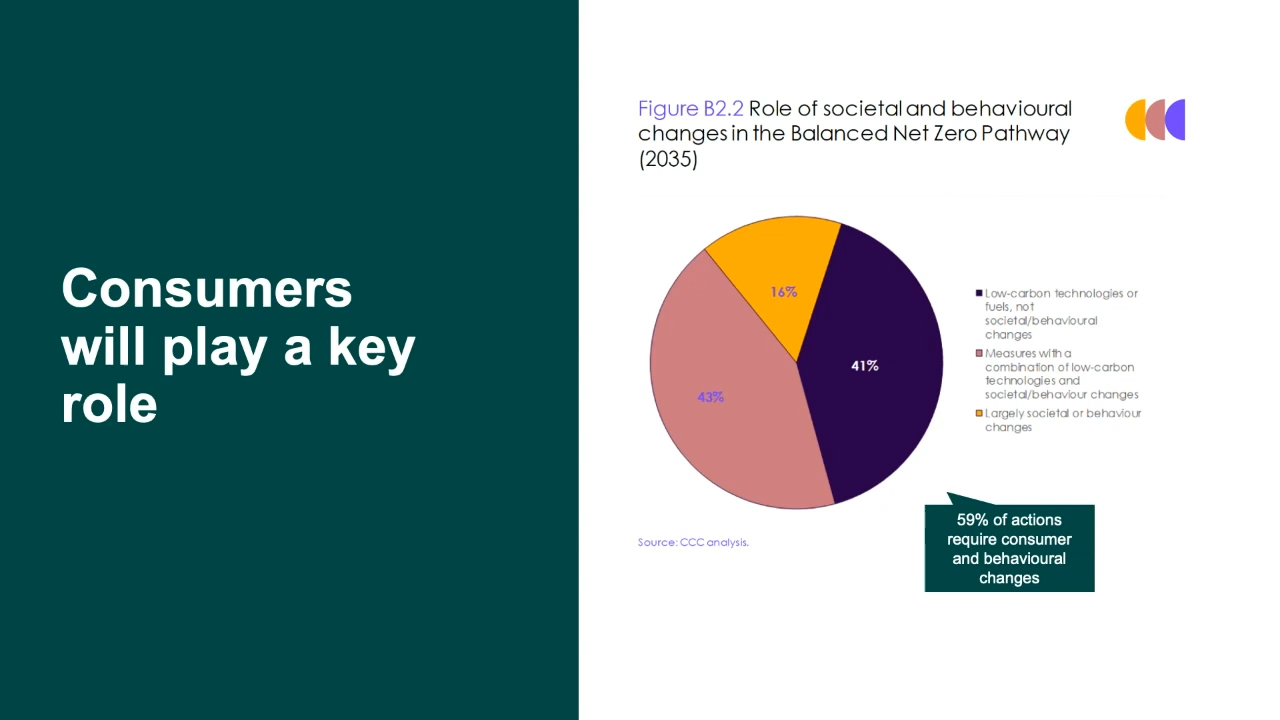 Consumers
will play a key
role
Figure B2.2 Role of societal and behavioural
changes in the Balanced Net Zero Pathway
(2035)
16%
41%
43%
Low-carbon technologies or
fuels, not
societal/behavioural
changes
Measures with a
combination of low-carbon
technologies and
societal/behaviour changes
Largely societal or behaviour
changes
59% of actions
require consumer
and behavioural
changes
Source: CCC analysis.